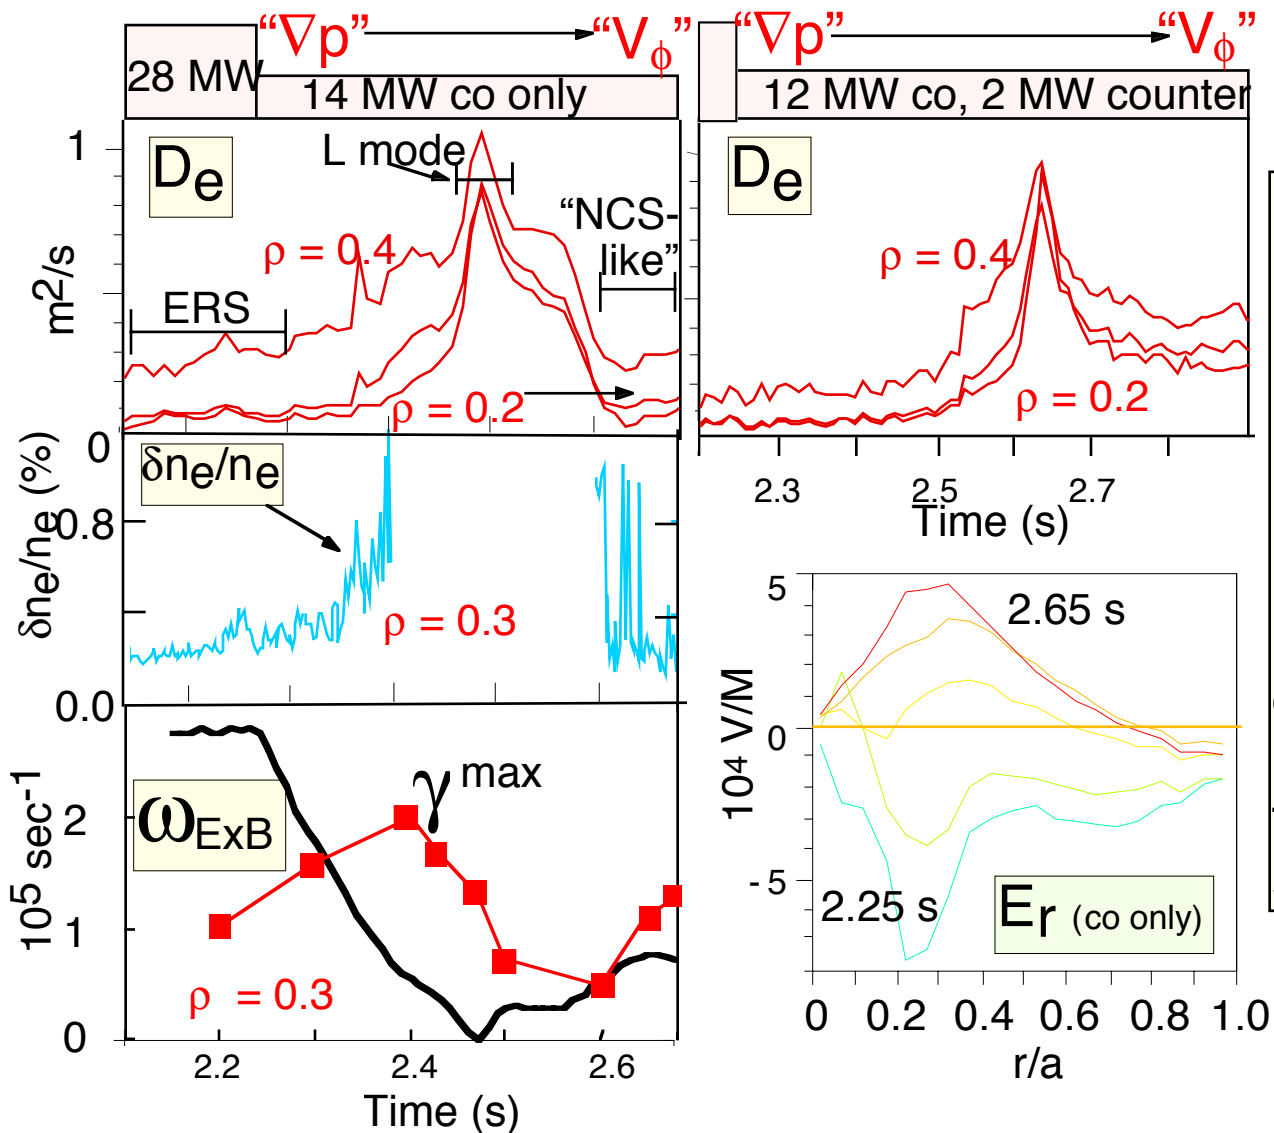 “∇p” “Vϕ”
28 MW
14 MW co only
De
L mode
“NCS-
like”
ρ = 0.4
ERS
ρ = 0.2
1
m2/s
0
δne/ne
0.8
ρ = 0.3
0.0
δne/ne (%)
ωExB
γ max
2
1
0
ρ = 0.3
10⁵ sec-1
2.2 2.4 2.6
Time (s)
“∇p” “Vϕ”
12 MW co, 2 MW counter
De
ρ = 0.4
ρ = 0.2
2.3 2.5 2.7
Time (s)
5
2.65 s
0
-5
10⁴ V/M
2.25 s
Er (co only)
0 0.2 0.4 0.6 0.8 1.0
r/a